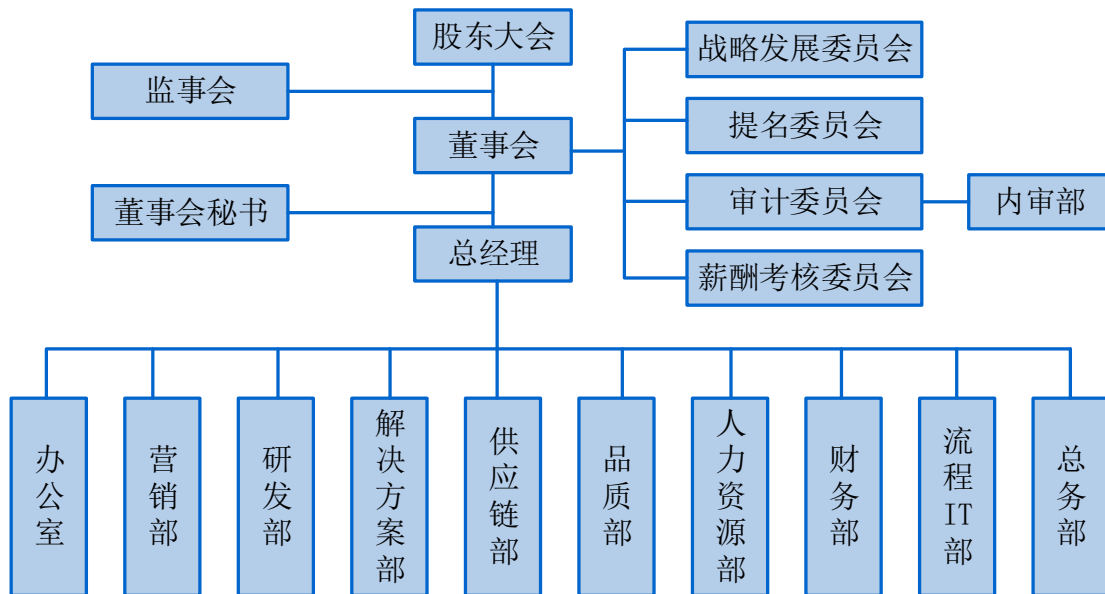 股东大会
战略发展委员会
监事会
提名委员会
董事会
审计委员会
内审部
董事会秘书
总经理
薪酬考核委员会
办公室
营销部
研发部
解决方案部
供应链部
品质部
人力资源部
财务部
流程IT部
总务部